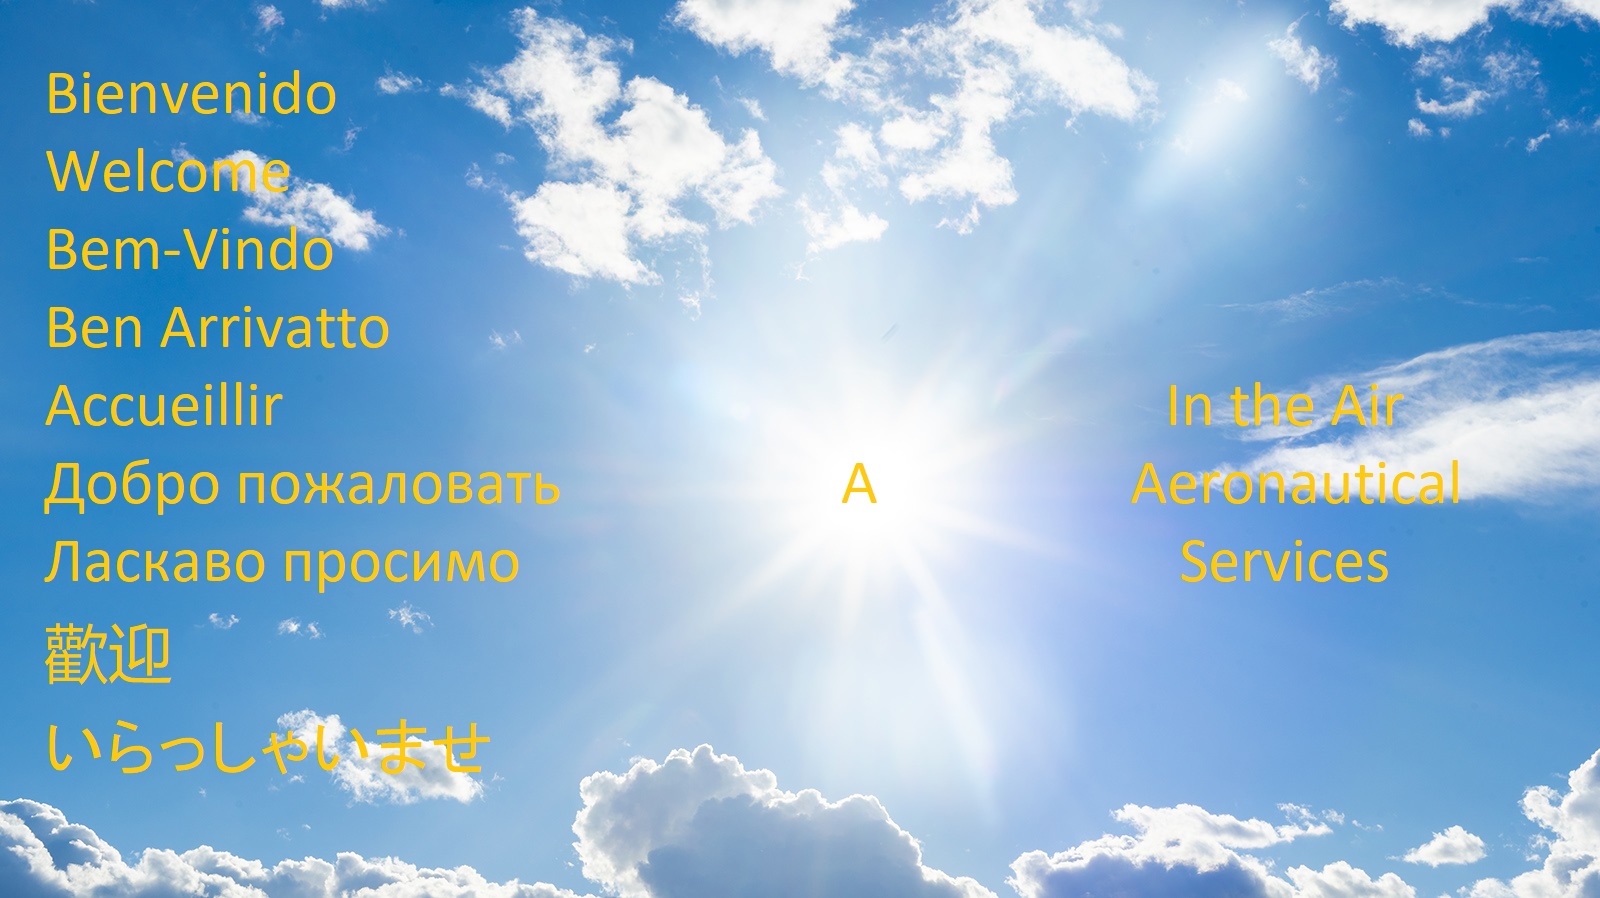 Bienvenido
Welcome
Bem-Vindo
Ben Arrivatto
Accueillir
Добро пожаловать
Ласкаво просимо
歡迎
いらっしゃいませ
A
In the Air
Aeronautical
Services